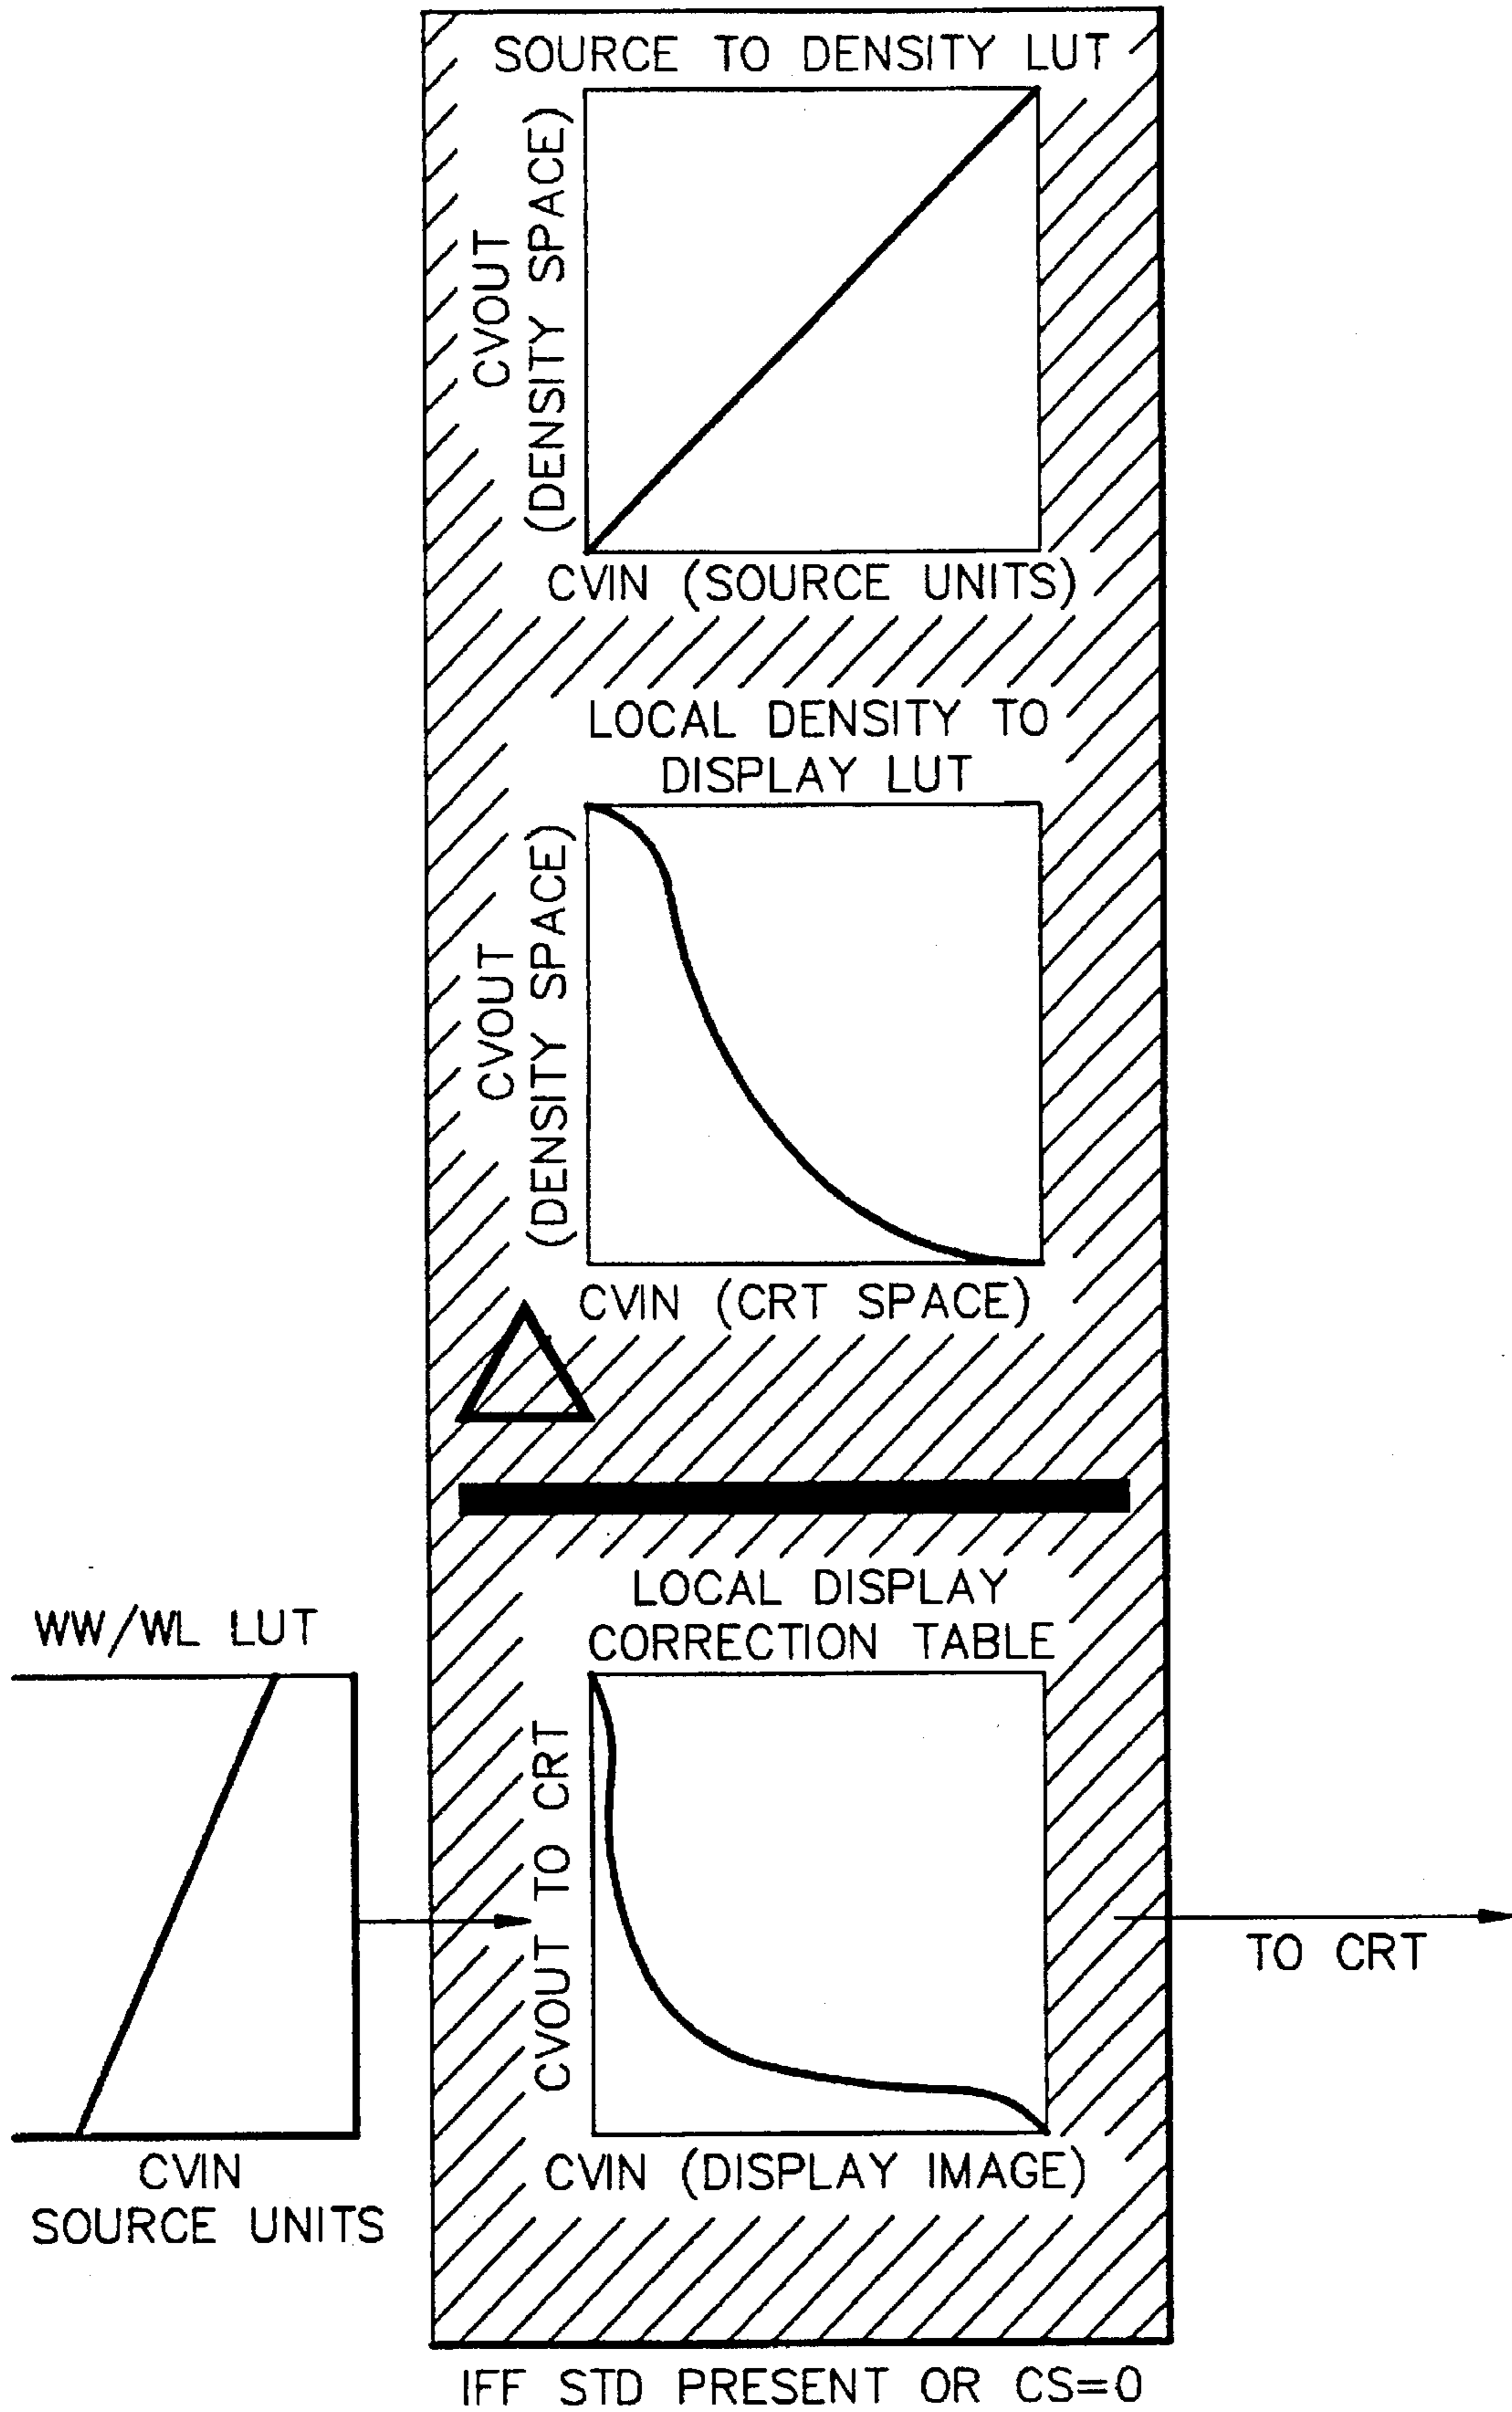 SOURCE TO DENSITY LUT
CVOUT
(DENSITY SPACE)
CVIN (SOURCE UNITS)
LOCAL DENSITY TO
DISPLAY LUT
CVOUT
(DENSITY SPACE)
CVIN (CRT SPACE)
WW/WL LUT
CVIN
SOURCE UNITS
LOCAL DISPLAY
CORRECTION TABLE
CVOUT TO CRT
CVIN (DISPLAY IMAGE)
TO CRT
IFF STD PRESENT OR CS=0